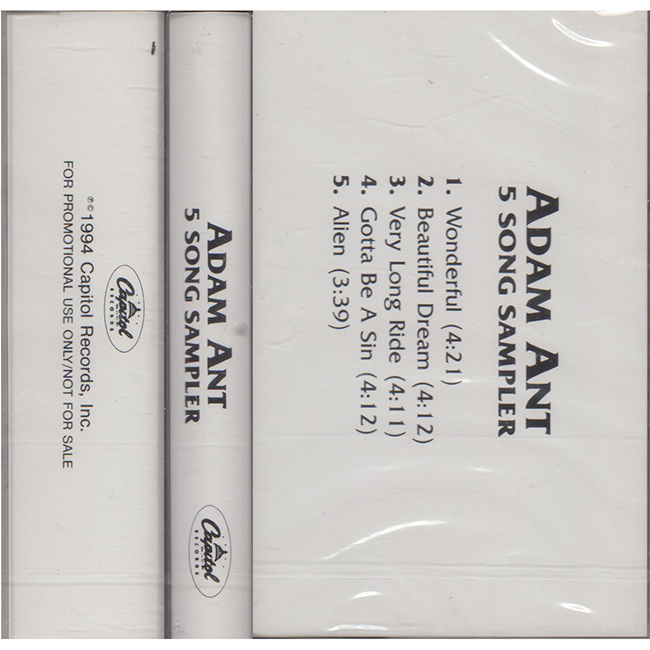 ADAM ANT
5 SONG SAMPLER
1. Wonderful (4:21)
2. Beautiful Dream (4:12)
3. Very Long Ride (4:11)
4. Gotta Be A Sin (4:12)
5. Alien (3:39)
ADAM ANT
5 SONG SAMPLER
Capitol
RECORDS
Capitol
RECORDS
℗©1994 Capitol Records, Inc.
FOR PROMOTIONAL USE ONLY/NOT FOR SALE